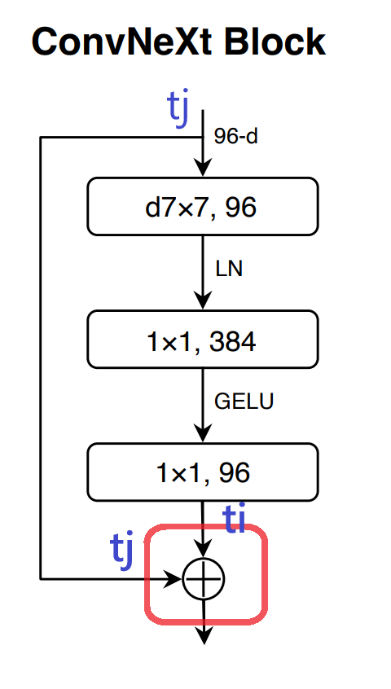 ConvNeXt Block
tj
96-d
d7×7, 96
LN
1×1, 384
GELU
1×1, 96
ti
tj